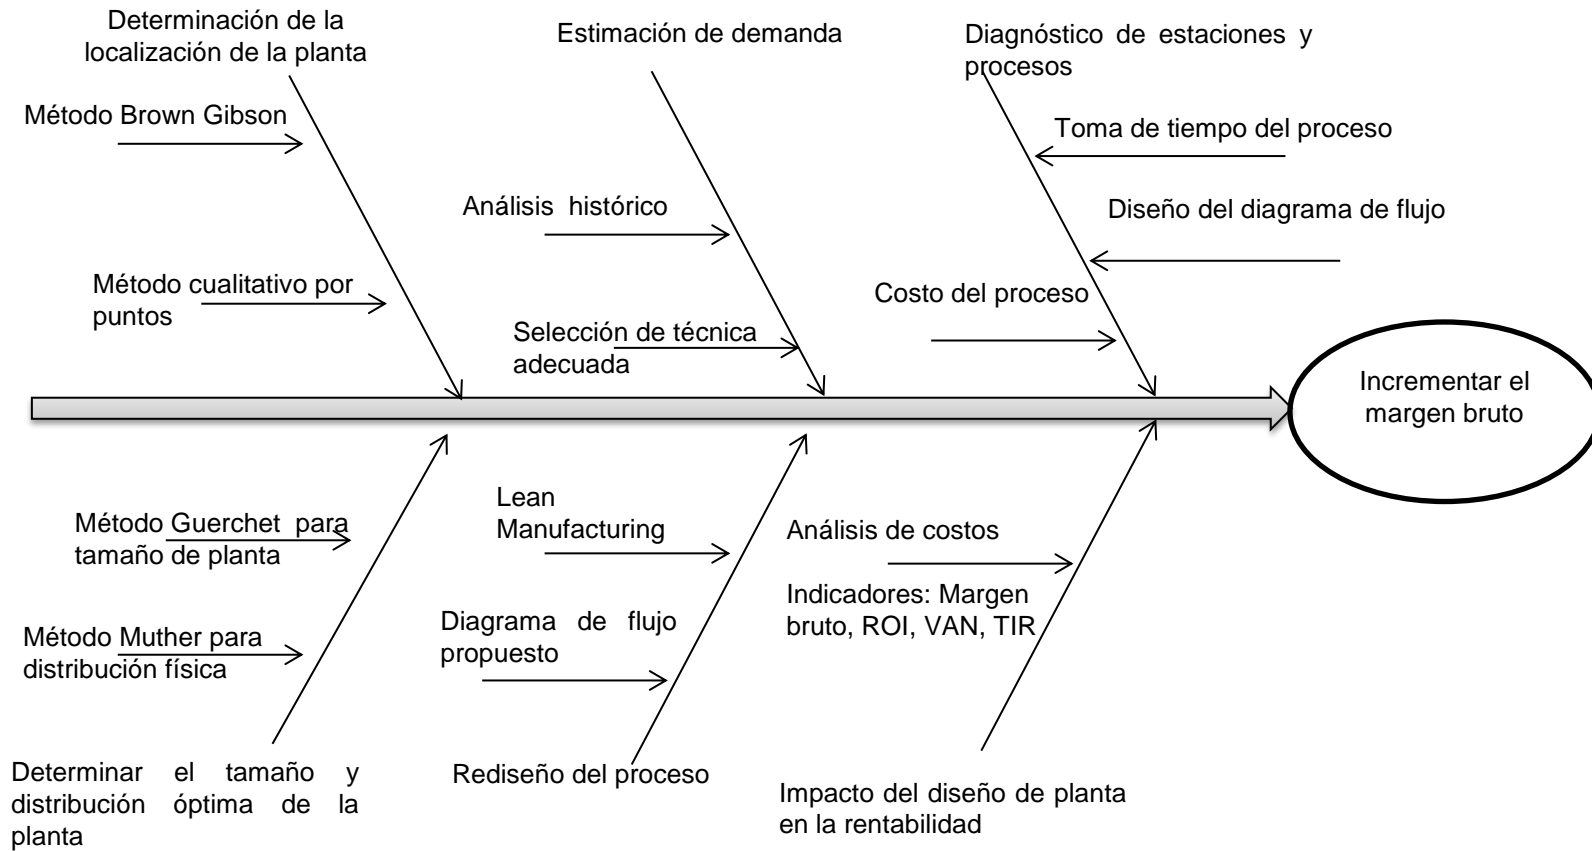 Determinación de la
localización de la planta
Estimación de demanda
Diagnóstico de estaciones y
procesos
Método Brown Gibson
Toma de tiempo del proceso
Análisis histórico
Diseño del diagrama de flujo
Método cualitativo por
puntos
Costo del proceso
Selección de técnica
adecuada
Incrementar el
margen bruto
Lean
Manufacturing
Método Guerchet para
tamaño de planta
Análisis de costos
Indicadores: Margen
bruto, ROI, VAN, TIR
Diagrama de flujo
propuesto
Método Muther para
distribución física
Determinar el tamaño y
distribución óptima de la
planta
Rediseño del proceso
Impacto del diseño de planta
en la rentabilidad